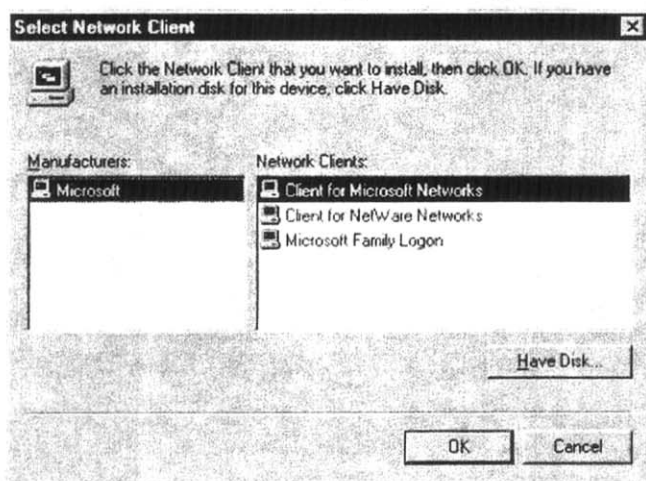 Select Network Client
Click the Network Client that you want to install, then click OK. If you have
an installation disk for this device, click Have Disk.
Manufacturers:
Microsoft
Network Clients:
Client for Microsoft Networks
Client for NetWare Networks
Microsoft Family Logon
Have Disk...
OK
Cancel